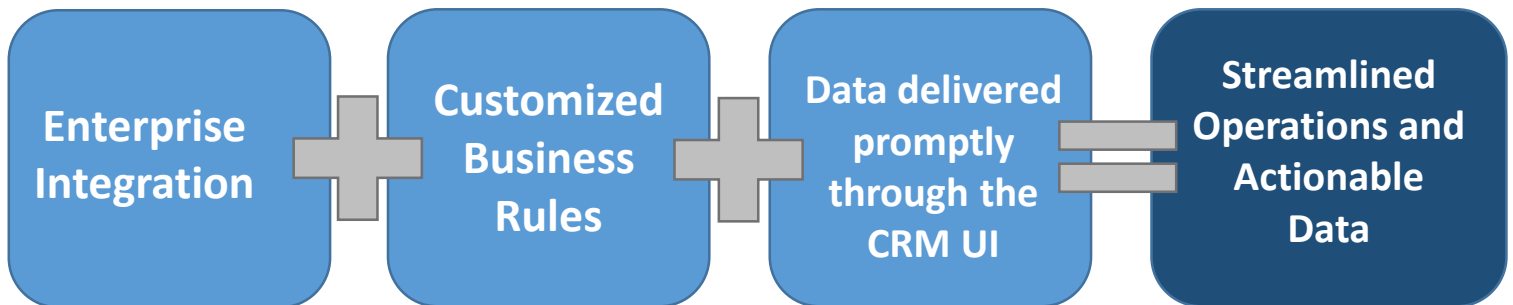 Enterprise
Integration
Customized
Business
Rules
Data delivered
promptly
through the
CRM UI
Streamlined
Operations and
Actionable
Data